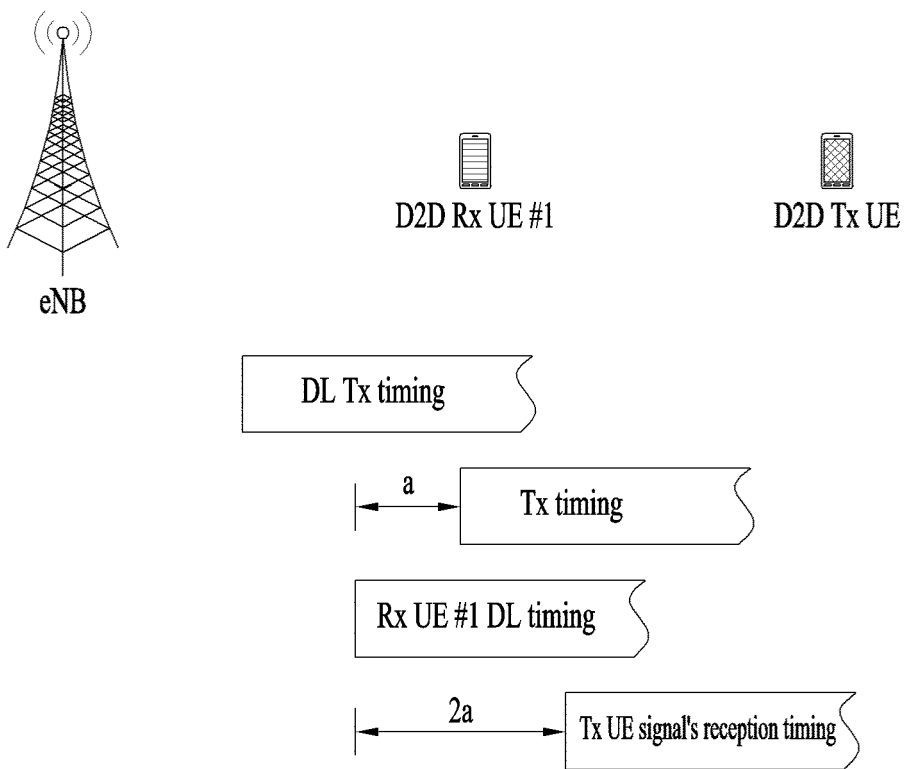 D2D Rx UE #1
D2D Tx UE
eNB
DL Tx timing
a
Tx timing
Rx UE #1 DL timing
2a
Tx UE signal's reception timing